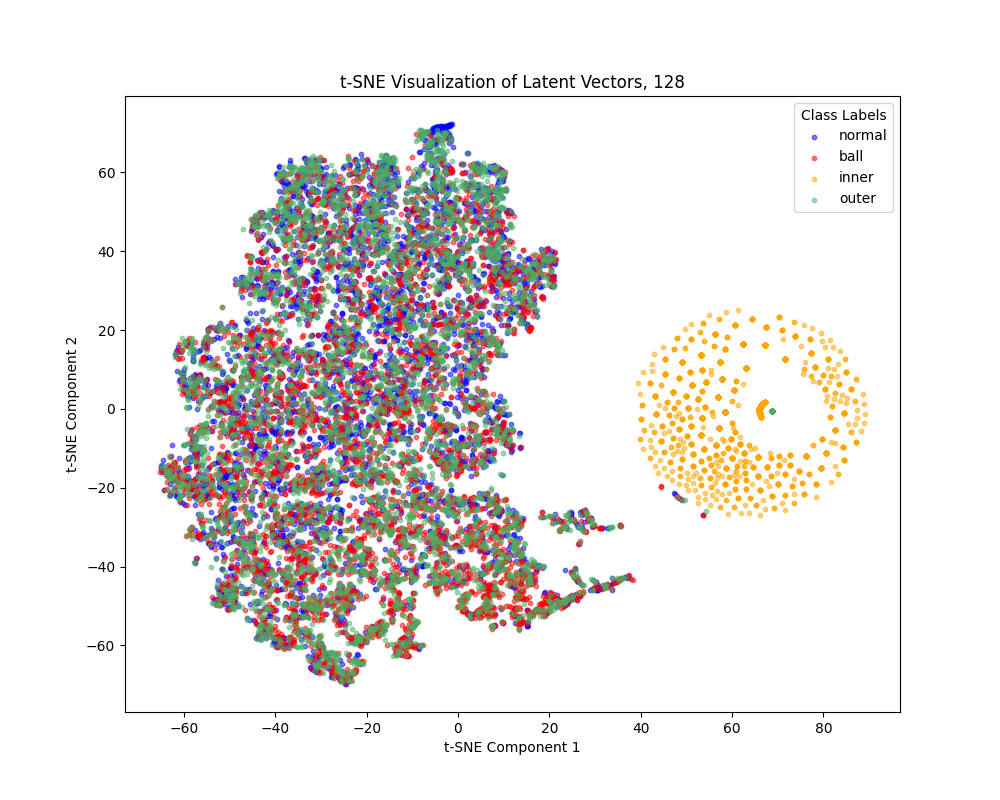 t-SNE Visualization of Latent Vectors, 128
Class Labels
normal
ball
inner
outer
60
40
20
0
−20
−40
−60
t-SNE Component 2
−60
−40
−20
0
20
40
60
80
t-SNE Component 1